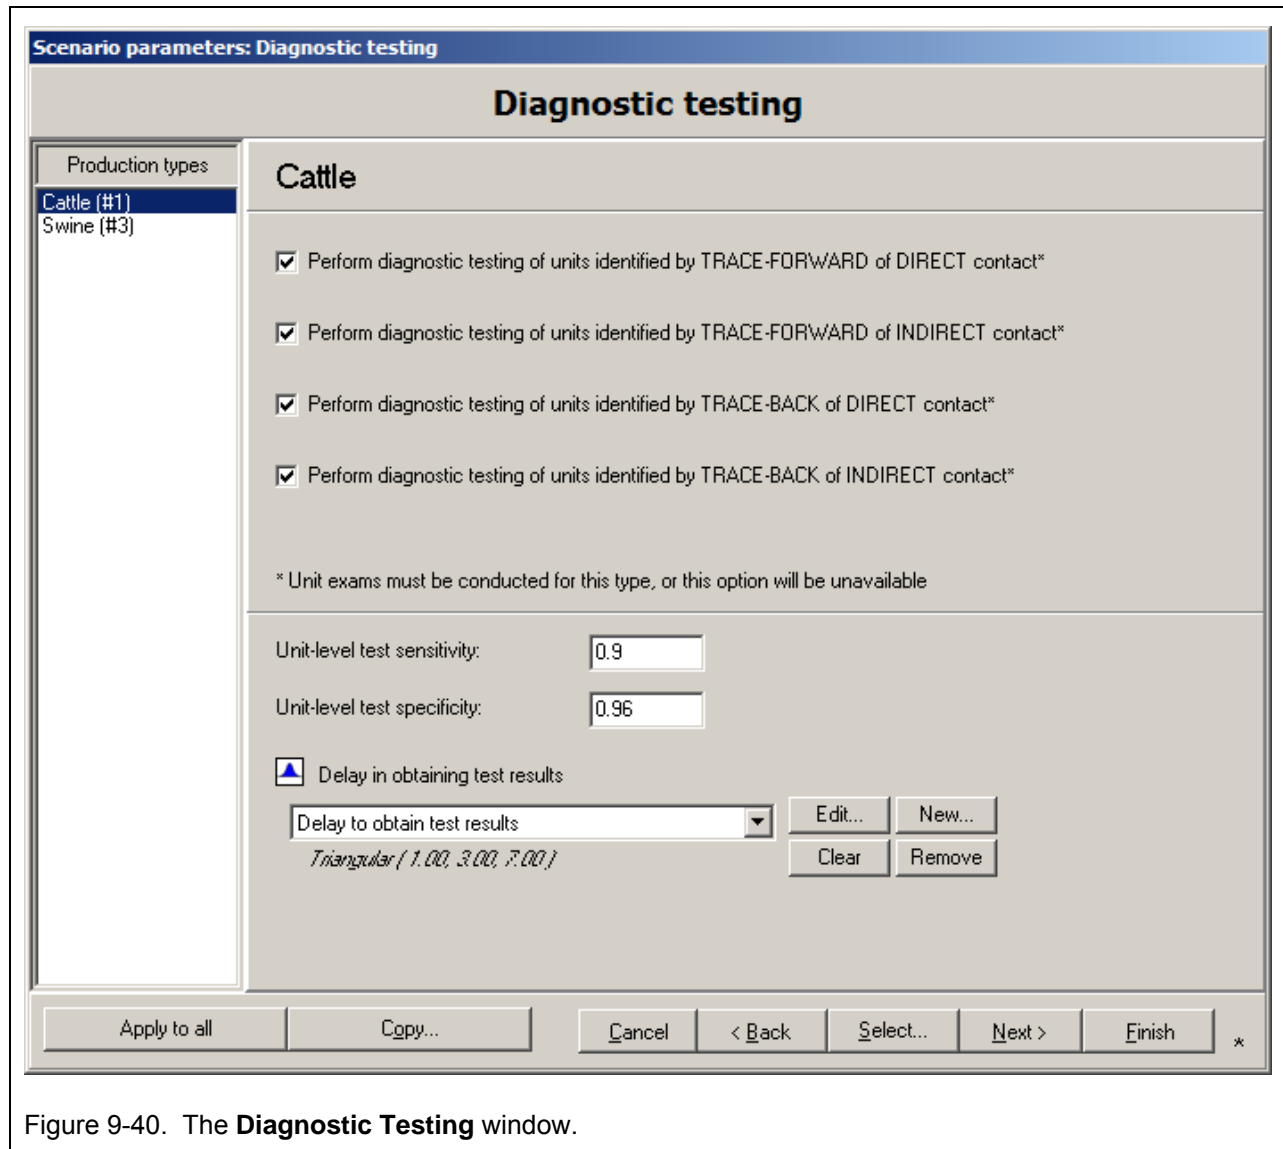 Scenario parameters: Diagnostic testing
Diagnostic testing
Production types
Cattle (#1)
Swine (#3)
Cattle
Perform diagnostic testing of units identified by TRACE-FORWARD of DIRECT contact*
Perform diagnostic testing of units identified by TRACE-FORWARD of INDIRECT contact*
Perform diagnostic testing of units identified by TRACE-BACK of DIRECT contact*
Perform diagnostic testing of units identified by TRACE-BACK of INDIRECT contact*
* Unit exams must be conducted for this type, or this option will be unavailable
Unit-level test sensitivity: 0.9
Unit-level test specificity: 0.96
Delay in obtaining test results
Delay to obtain test results Edit... New...
Triangular ( 1.00, 3.00, 7.00 ) Clear Remove
Apply to all Copy... Cancel < Back Select... Next > Finish *
Figure 9-40. The Diagnostic Testing window.